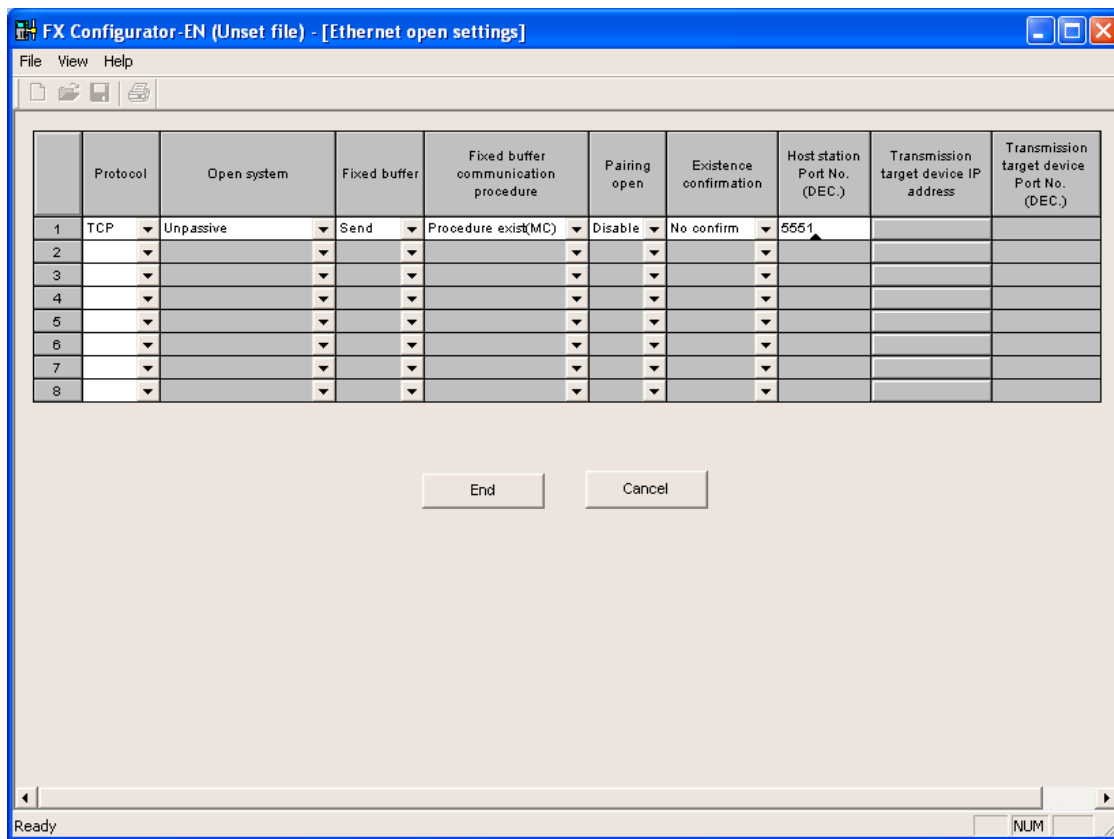 FX Configurator-EN (Unset file) - [Ethernet open settings]
File View Help
Protocol
Open system
Fixed buffer
Fixed buffer
communication
procedure
Pairing
open
Existence
confirmation
Host station
Port No.
(DEC.)
Transmission
target device IP
address
Transmission
target device
Port No.
(DEC.)
1 TCP Unpassive Send Procedure exist(MC) Disable No confirm 5551
2
3
4
5
6
7
8
End Cancel
Ready NUM